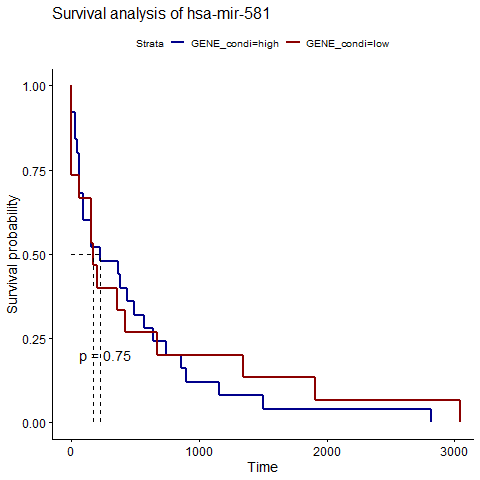 Survival analysis of hsa-mir-581
Strata GENE_condi=high GENE_condi=low
Survival probability
1.00
0.75
0.50
0.25
0.00
p = 0.75
0 1000 2000 3000
Time